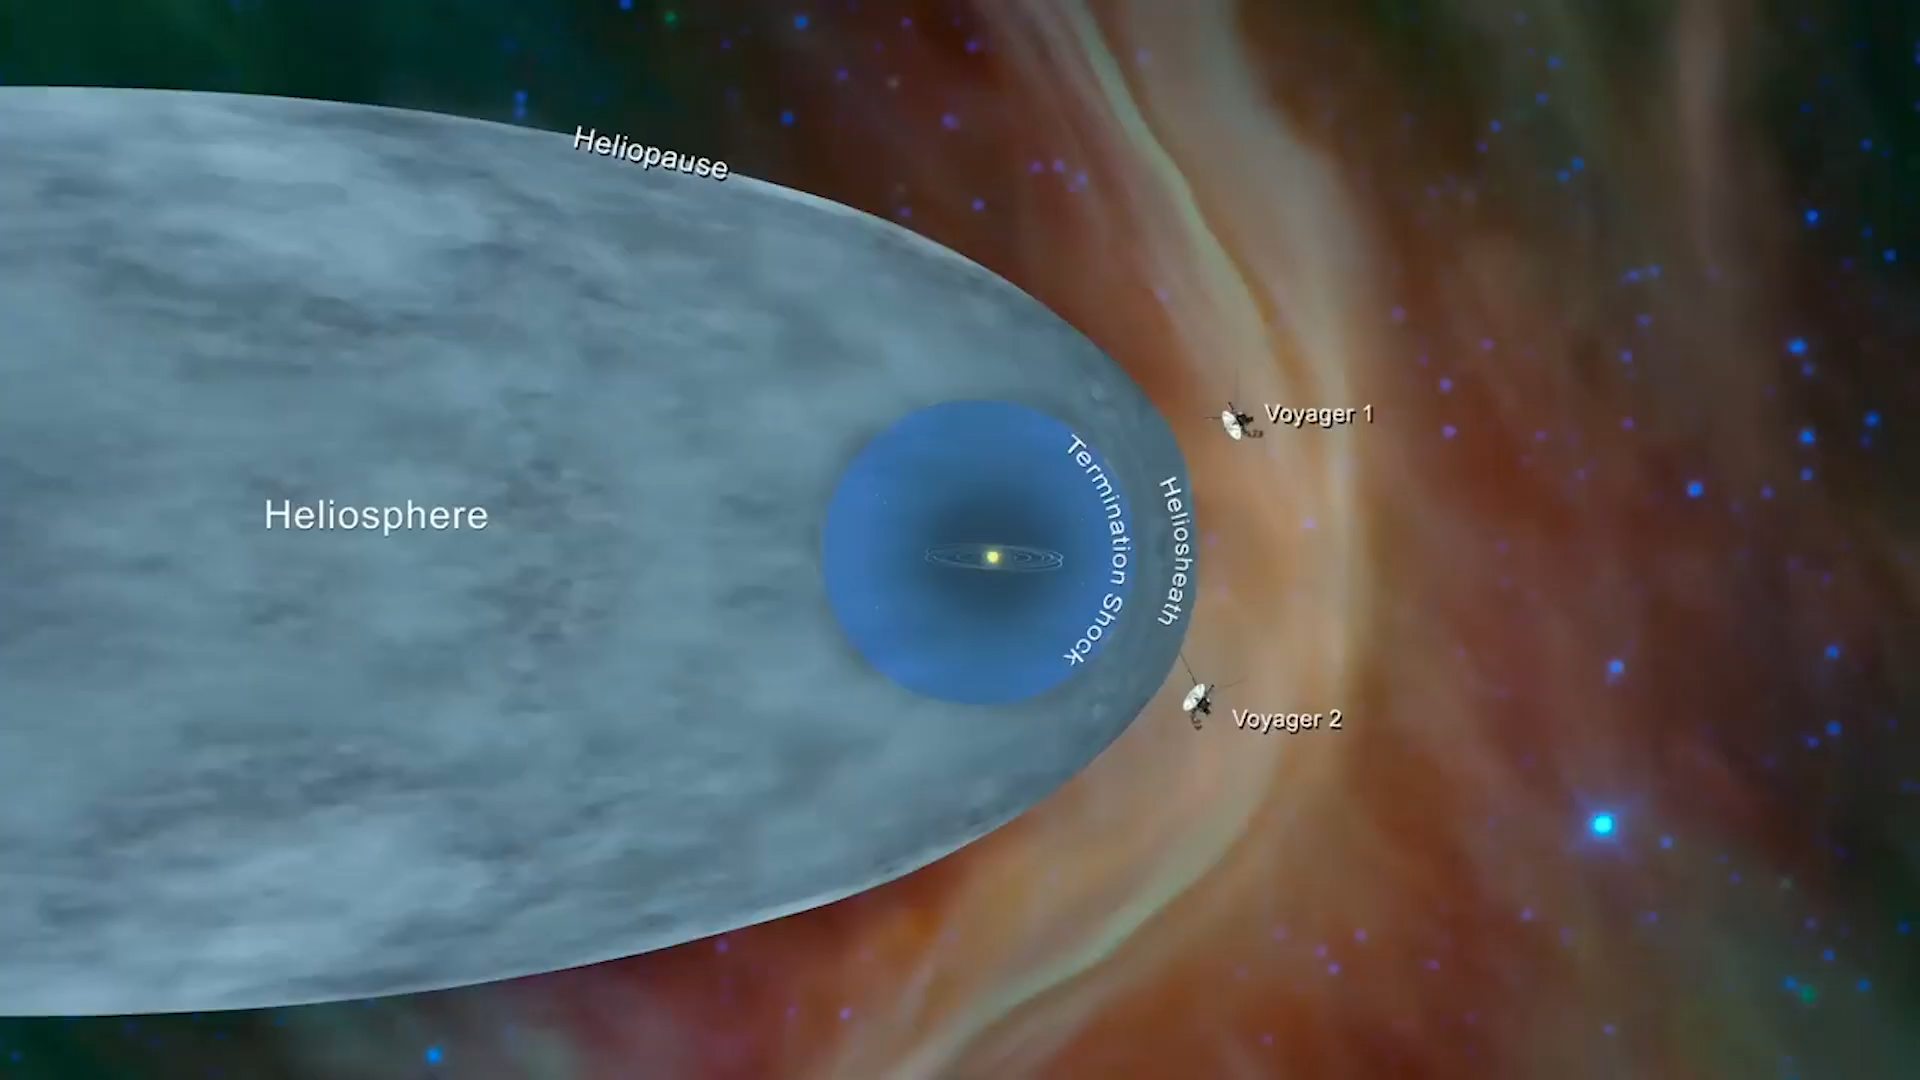 Heliopause
Voyager 1
Termination Shock
Heliosheath
Heliosphere
Voyager 2